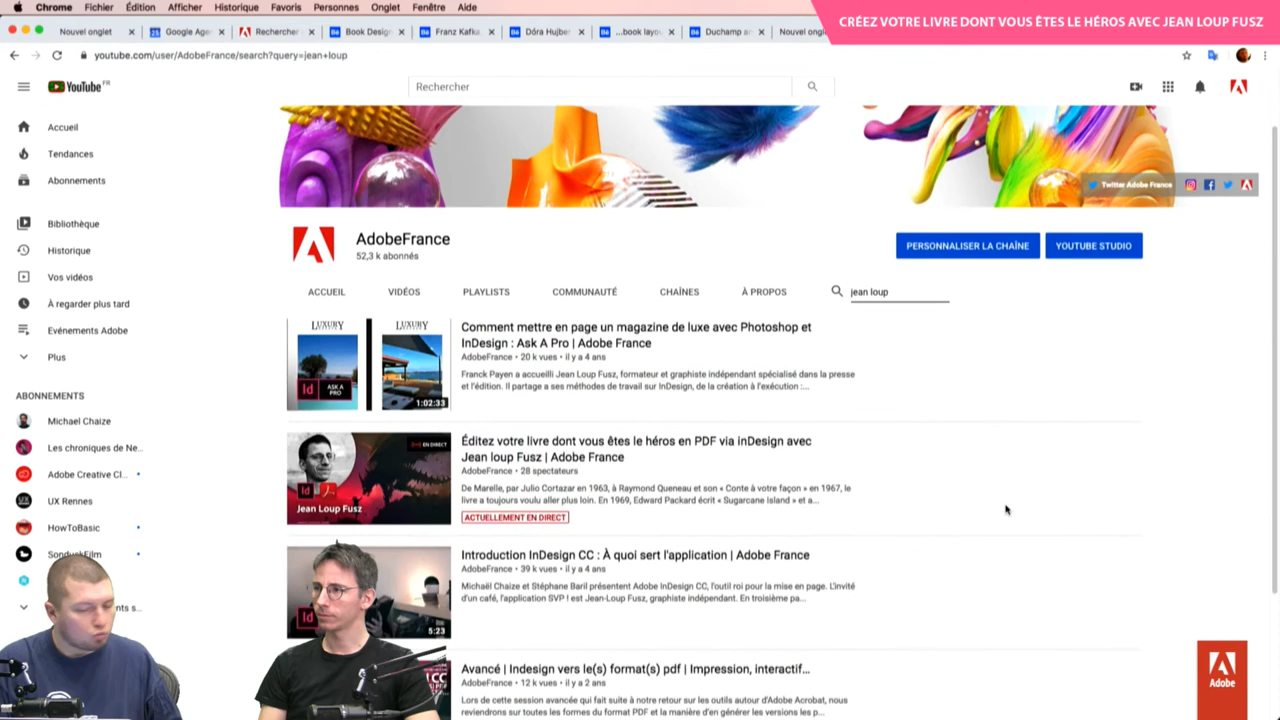 Chrome Fichier Édition Afficher Historique Favoris Personnes Onglet Fenêtre Aide
CRÉEZ VOTRE LIVRE DONT VOUS ÊTES LE HÉROS AVEC JEAN LOUP FUSZ
Nouvel onglet Google Age Rechercher Book Desig Franz Kafka Dóra Hujber ...book layou Duchamp an Nouvel ongl
youtube.com/user/AdobeFrance/search?query=jean+loup
YouTube FR
Rechercher
Accueil
Tendances
Abonnements
Twitter Adobe France
Bibliothèque
Historique
Vos vidéos
À regarder plus tard
Evénements Adobe
Plus
ABONNEMENTS
Michael Chaize
Les chroniques de Ne...
Adobe Creative Cl...
UX Rennes
HowToBasic
SonduckFilm
nts s...
AdobeFrance
52,3 k abonnés
PERSONNALISER LA CHAÎNE YOUTUBE STUDIO
ACCUEIL VIDÉOS PLAYLISTS COMMUNAUTÉ CHAÎNES À PROPOS jean loup
LUXURY LUXURY
Id ASK A
PRO
1:02:33
Comment mettre en page un magazine de luxe avec Photoshop et
InDesign : Ask A Pro | Adobe France
AdobeFrance • 20 k vues • il y a 4 ans
Franck Payen a accueilli Jean Loup Fusz, formateur et graphiste indépendant spécialisé dans la presse
et l'édition. Il partage a ses méthodes de travail sur InDesign, de la création à l'exécution :...
EN DIRECT
Id
Jean Loup Fusz
Éditez votre livre dont vous êtes le héros en PDF via inDesign avec
Jean loup Fusz | Adobe France
AdobeFrance • 28 spectateurs
De Marelle, par Julio Cortazar en 1963, à Raymond Queneau et son « Conte à votre façon » en 1967, le
livre a toujours voulu aller plus loin. En 1969, Edward Packard écrit « Sugarcane Island » et a...
ACTUELLEMENT EN DIRECT
Id
5:23
Introduction InDesign CC : À quoi sert l'application | Adobe France
AdobeFrance • 39 k vues • il y a 4 ans
Michaël Chaize et Stéphane Baril présentent Adobe InDesign CC, l'outil roi pour la mise en page. L'invité
d'un café, l'application SVP ! est Jean-Loup Fusz, graphiste indépendant. En troisième pa...
Avancé | Indesign vers le(s) format(s) pdf | Impression, interactif...
AdobeFrance • 12 k vues • il y a 2 ans
Lors de cette session avancée qui fait suite à notre retour sur les outils autour d'Adobe Acrobat, nous
reviendrons sur toutes les formes du format PDF et la manière d'en générer les versions les p...
Adobe